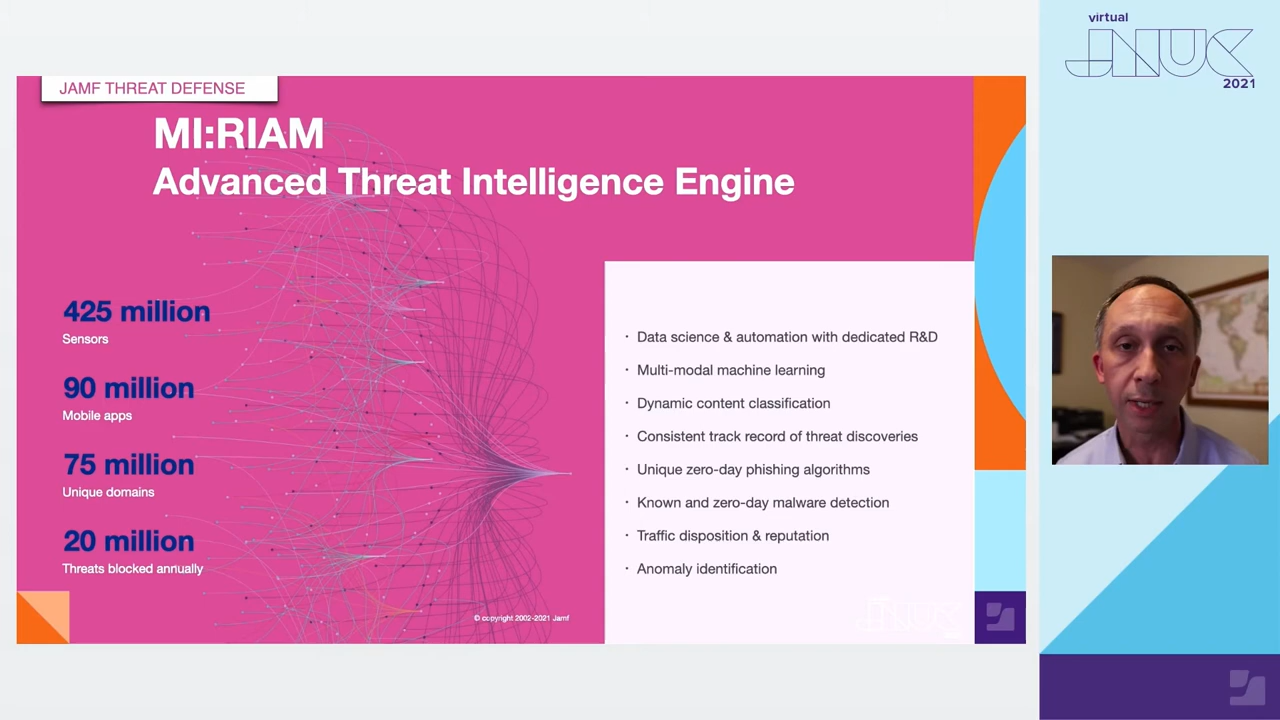 JAMF THREAT DEFENSE
MI:RIAM
Advanced Threat Intelligence Engine
425 million
Sensors
90 million
Mobile apps
75 million
Unique domains
20 million
Threats blocked annually
© copyright 2002-2021 Jamf
· Data science & automation with dedicated R&D
· Multi-modal machine learning
· Dynamic content classification
· Consistent track record of threat discoveries
· Unique zero-day phishing algorithms
· Known and zero-day malware detection
· Traffic disposition & reputation
· Anomaly identification
JNUC
virtual
JNUC
2021